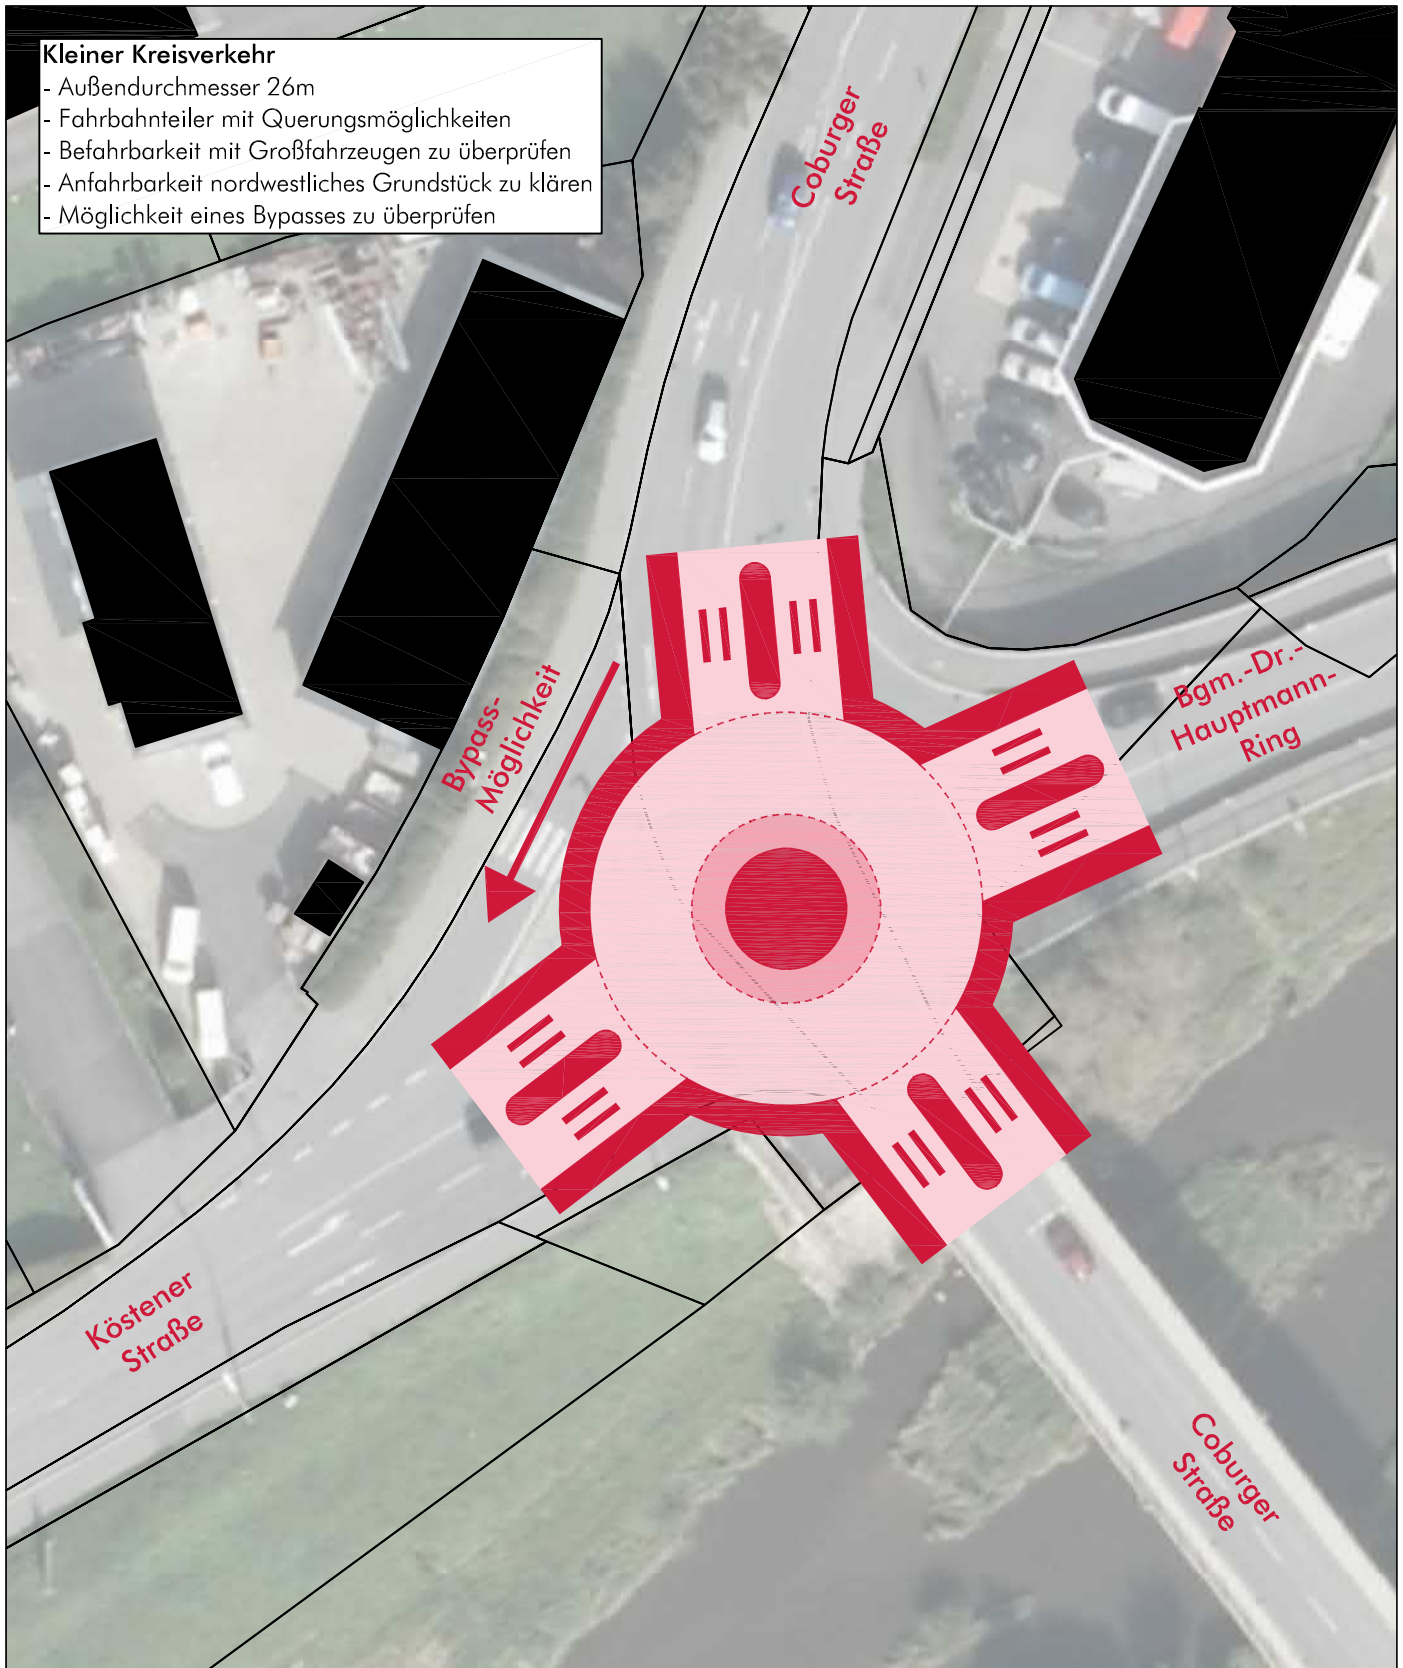 Kleiner Kreisverkehr
- Außendurchmesser 26m
- Fahrbahnteiler mit Querungsmöglichkeiten
- Befahrbarkeit mit Großfahrzeugen zu überprüfen
- Anfahrbarkeit nordwestliches Grundstück zu klären
- Möglichkeit eines Bypasses zu überprüfen
Coburger
Straße
Bgm.-Dr.-
Hauptmann-
Ring
Bypass-
Möglichkeit
Köstener
Straße
Coburger
Straße